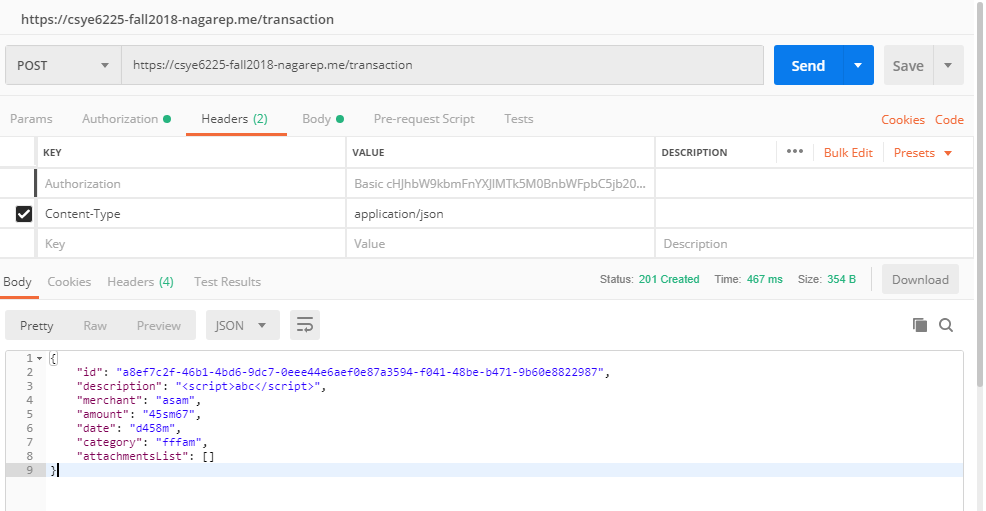 https://csye6225-fall2018-nagarep.me/transaction
POST https://csye6225-fall2018-nagarep.me/transaction Send Save
Params Authorization Headers (2) Body Pre-request Script Tests Cookies Code
KEY VALUE DESCRIPTION ••• Bulk Edit Presets
Authorization Basic cHJhbW9kbmFnYXJlMTk5M0BnbWFpbC5jb20...
Content-Type application/json
Key Value Description
Body Cookies Headers (4) Test Results Status: 201 Created Time: 467 ms Size: 354 B Download
Pretty Raw Preview JSON
1 {
2 "id": "a8ef7c2f-46b1-4bd6-9dc7-0eee44e6aef0e87a3594-f041-48be-b471-9b60e8822987",
3 "description": "<script>abc</script>",
4 "merchant": "asam",
5 "amount": "45sm67",
6 "date": "d458m",
7 "category": "fffam",
8 "attachmentsList": []
9 }